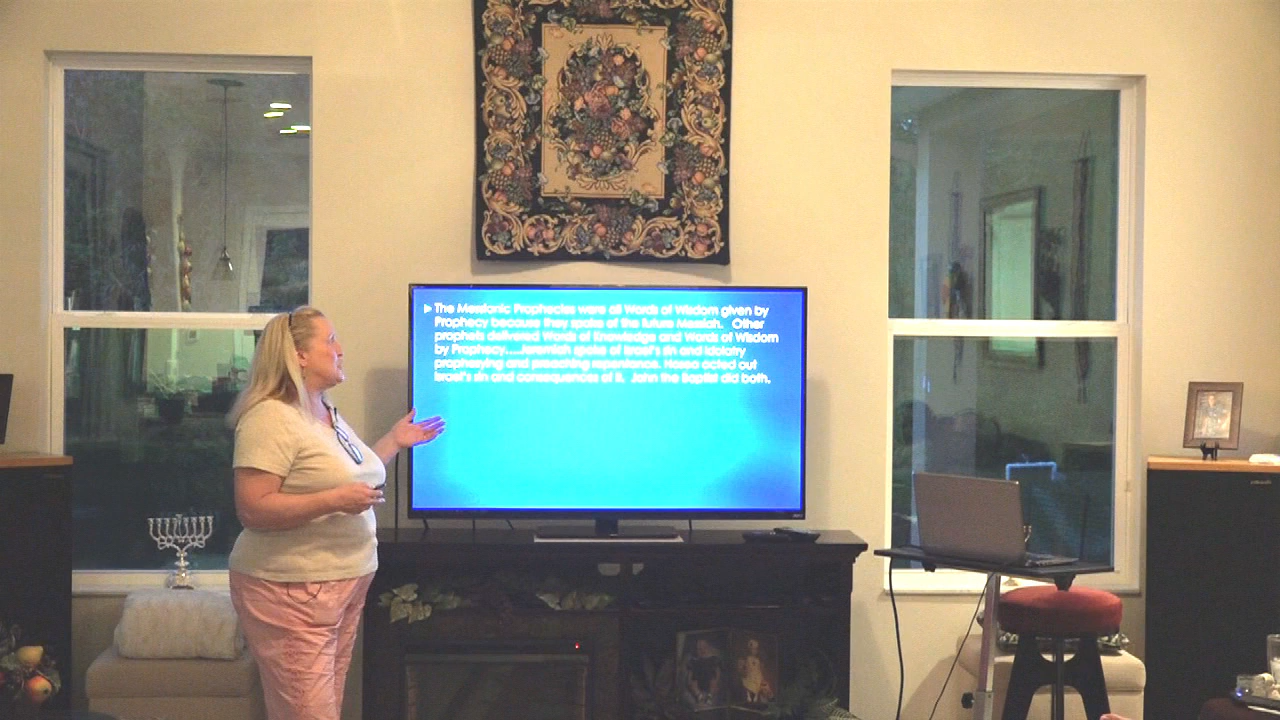 The Messianic Prophecies were all Words of Wisdom given by
Prophecy because they spoke of the future Messiah. Other
prophets delivered Words of Knowledge and Words of Wisdom
by Prophecy....Jeremiah spoke of Israel's sin and idolatry
prophesying and preaching repentance. Hosea acted out
Israel's sin and consequences of it. John the Baptist did both.